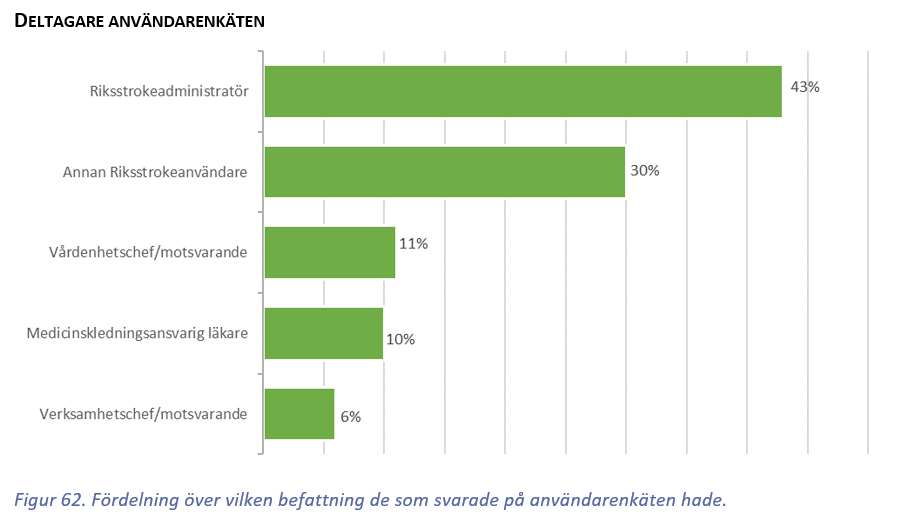 DELTAGARE ANVÄNDARENKÄTEN
Riksstrokeadministratör 43%
Annan Riksstrokeanvändare 30%
Vårdenhetschef/motsvarande 11%
Medicinskledningsansvarig läkare 10%
Verksamhetschef/motsvarande 6%
Figur 62. Fördelning över vilken befattning de som svarade på användarenkäten hade.